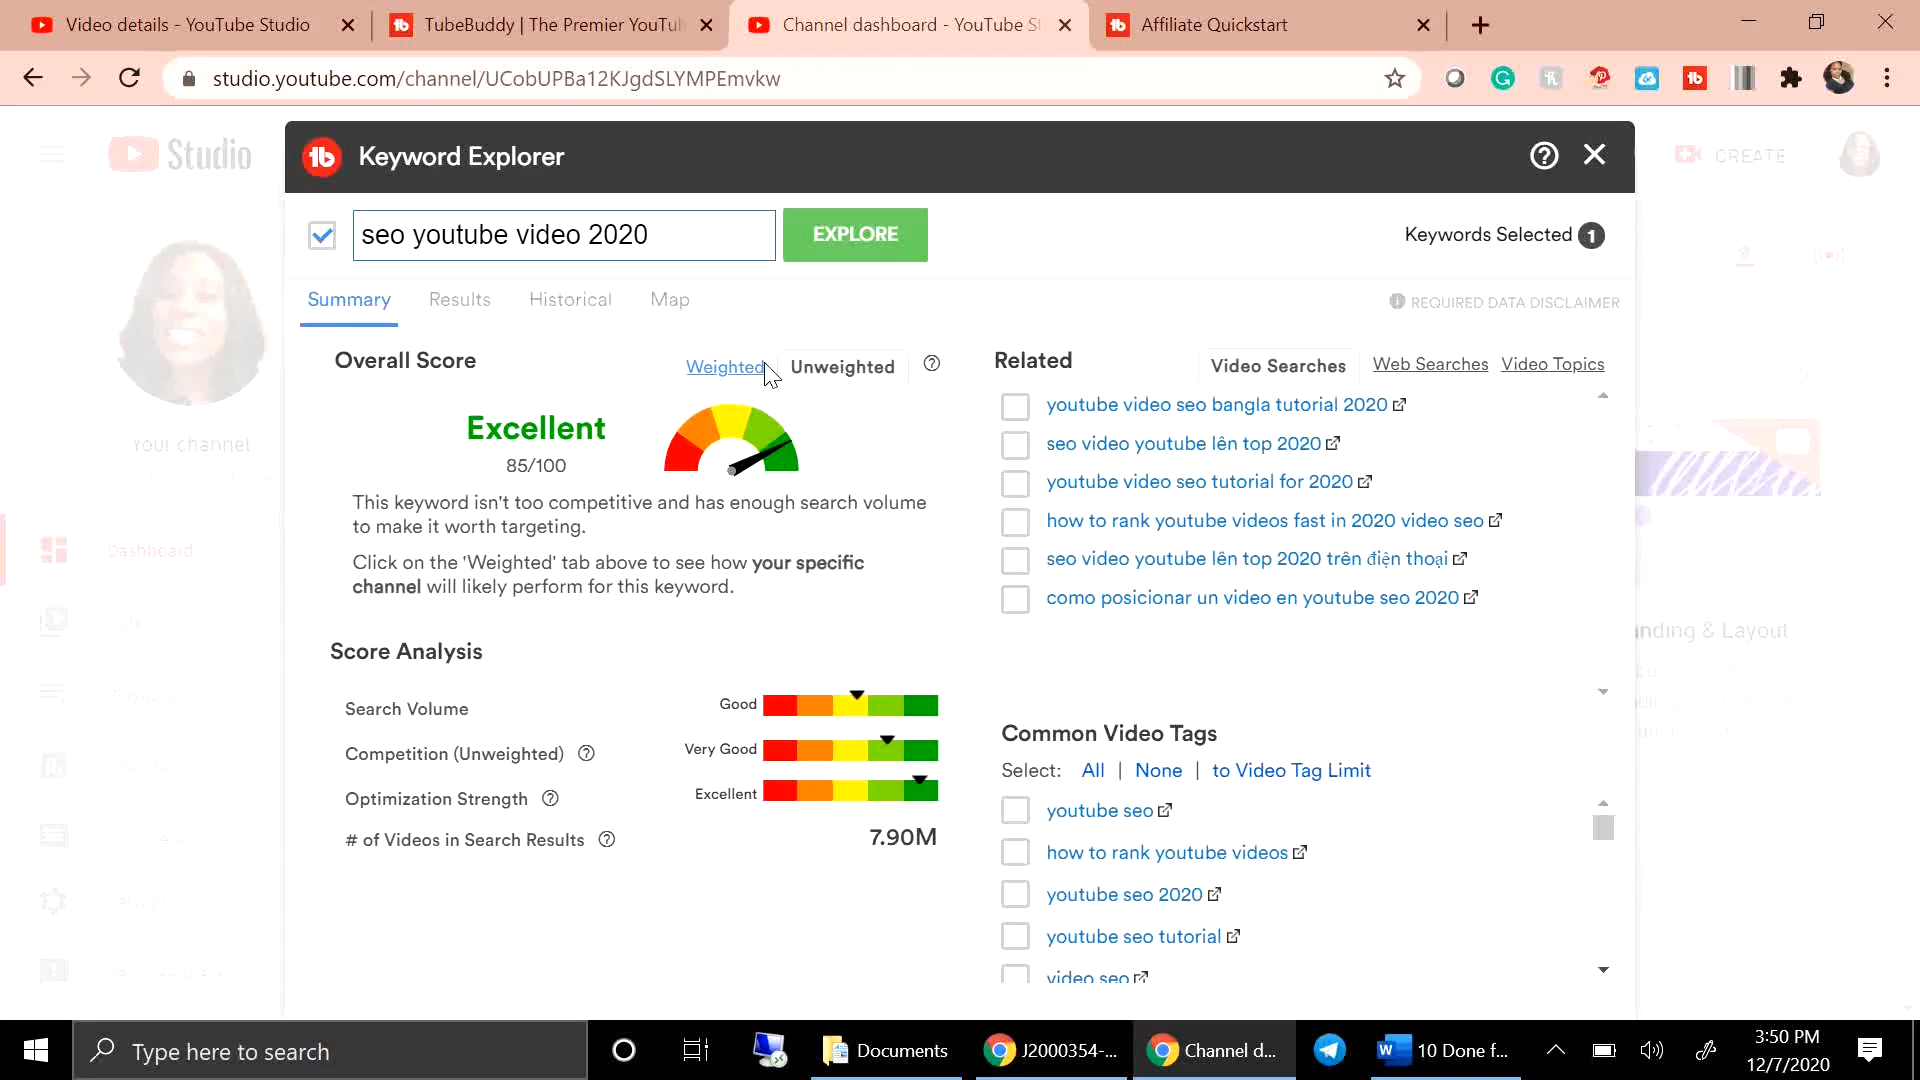 Video details - YouTube Studio
TubeBuddy | The Premier YouTu
Channel dashboard - YouTube S
Affiliate Quickstart
studio.youtube.com/channel/UCobUPBa12KJgdSLYMPEmvkw
Studio
Keyword Explorer
CREATE
seo youtube video 2020
EXPLORE
Keywords Selected 1
Summary
Results
Historical
Map
REQUIRED DATA DISCLAIMER
Overall Score
Weighted
Unweighted
Excellent
85/100
This keyword isn't too competitive and has enough search volume
to make it worth targeting.
Click on the 'Weighted' tab above to see how your specific
channel will likely perform for this keyword.
Score Analysis
Search Volume
Good
Competition (Unweighted)
Very Good
Optimization Strength
Excellent
# of Videos in Search Results
7.90M
Related
Video Searches
Web Searches
Video Topics
youtube video seo bangla tutorial 2020
seo video youtube lên top 2020
youtube video seo tutorial for 2020
how to rank youtube videos fast in 2020 video seo
seo video youtube lên top 2020 trên điện thoại
como posicionar un video en youtube seo 2020
Common Video Tags
Select: All | None | to Video Tag Limit
youtube seo
how to rank youtube videos
youtube seo 2020
youtube seo tutorial
video seo
Your channel
Dashboard
nding & Layout
Type here to search
Documents
J2000354-...
Channel d...
10 Done f...
3:50 PM
12/7/2020